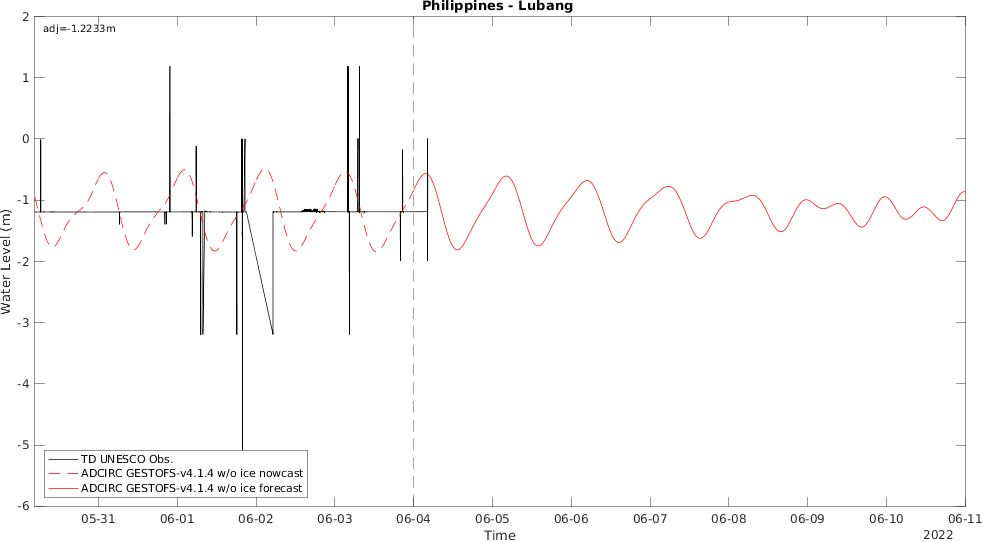 Philippines - Lubang
adj=-1.2233m
2
1
0
-1
-2
-3
-4
-5
-6
Water Level (m)
TD UNESCO Obs.
ADCIRC GESTOFS-v4.1.4 w/o ice nowcast
ADCIRC GESTOFS-v4.1.4 w/o ice forecast
05-31 06-01 06-02 06-03 06-04 06-05 06-06 06-07 06-08 06-09 06-10 06-11
Time
2022